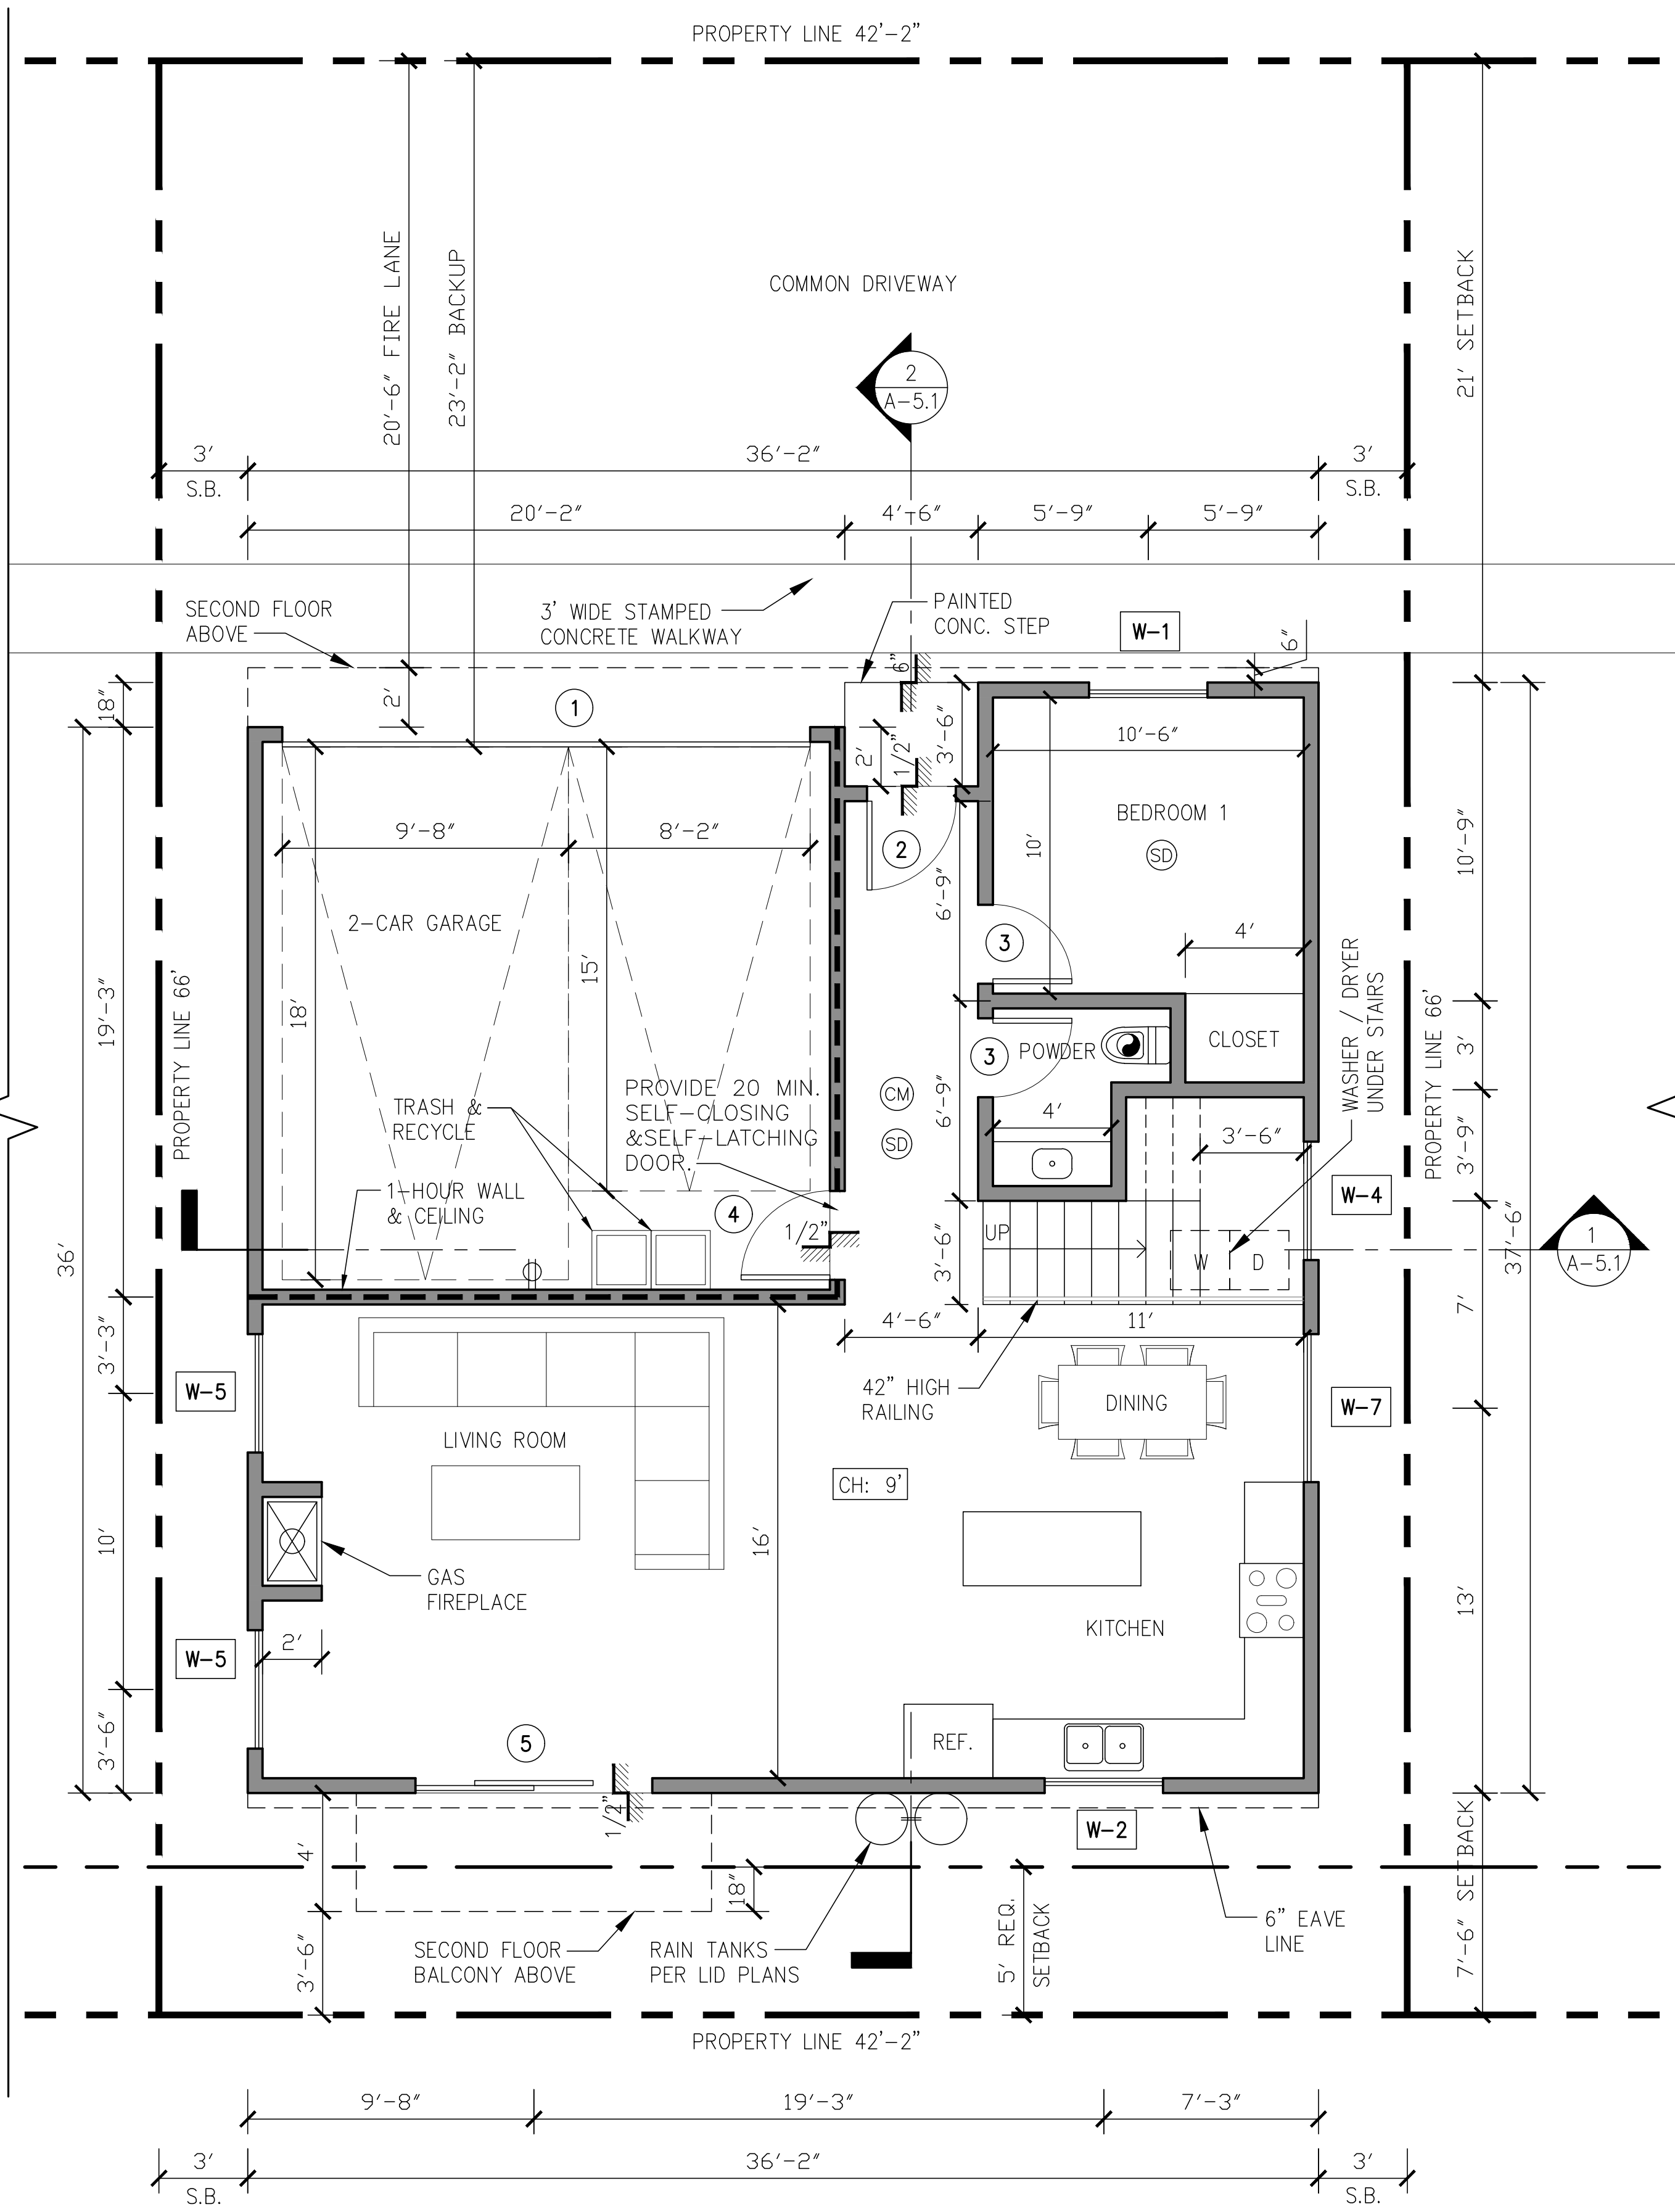 PROPERTY LINE 42'-2"
20'-6" FIRE LANE
23'-2" BACKUP
COMMON DRIVEWAY
21' SETBACK
2
A-5.1
3'
S.B.
36'-2"
3'
S.B.
20'-2"
4'-6"
5'-9"
5'-9"
SECOND FLOOR
ABOVE
3' WIDE STAMPED
CONCRETE WALKWAY
PAINTED
CONC. STEP
W-1
6"
6"
18"
2'
1
2'
1/2"
3'-6"
10'-6"
9'-8"
8'-2"
2
BEDROOM 1
SD
10'
6'-9"
10'-9"
2-CAR GARAGE
3
4'
15'
18'
19'-3"
PROPERTY LINE 66'
WASHER / DRYER
UNDER STAIRS
PROPERTY LINE 66'
3'
3
POWDER
CLOSET
CM
SD
6'-9"
4'
PROVIDE 20 MIN.
SELF-CLOSING
&SELF-LATCHING
DOOR.
TRASH &
RECYCLE
3'-6"
3'-9"
W-4
1-HOUR WALL
& CEILING
4
1/2"
UP
W
D
3'-6"
36'
1
A-5.1
37'-6"
7'
4'-6"
11'
3'-3"
W-5
42" HIGH
RAILING
DINING
W-7
LIVING ROOM
CH: 9'
16'
10'
GAS
FIREPLACE
13'
KITCHEN
W-5
2'
3'-6"
5
REF.
1/2"
W-2
4'
18"
7'-6" SETBACK
5' REQ.
SETBACK
6" EAVE
LINE
3'-6"
SECOND FLOOR
BALCONY ABOVE
RAIN TANKS
PER LID PLANS
PROPERTY LINE 42'-2"
9'-8"
19'-3"
7'-3"
3'
S.B.
36'-2"
3'
S.B.